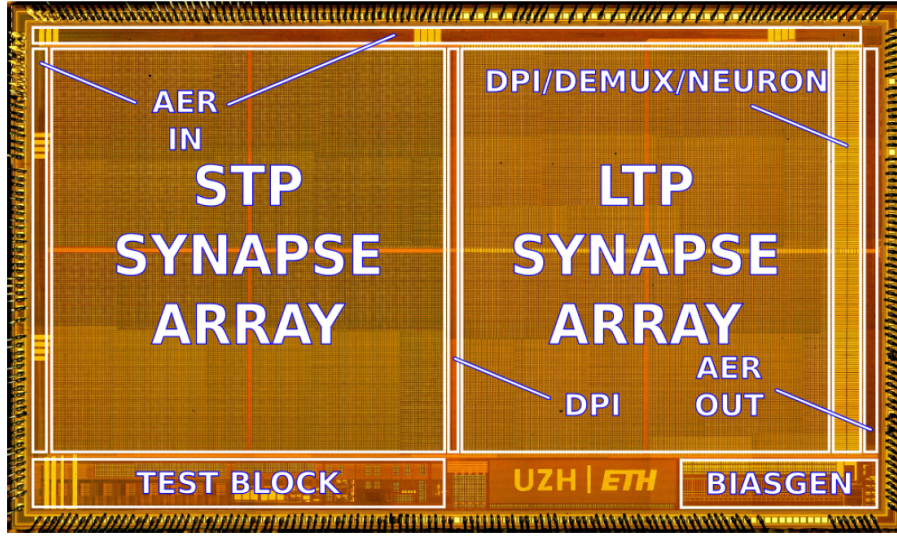 AER
IN
DPI/DEMUX/NEURON
STP
SYNAPSE
ARRAY
LTP
SYNAPSE
ARRAY
DPI
AER
OUT
TEST BLOCK
UZH | ETH
BIASGEN